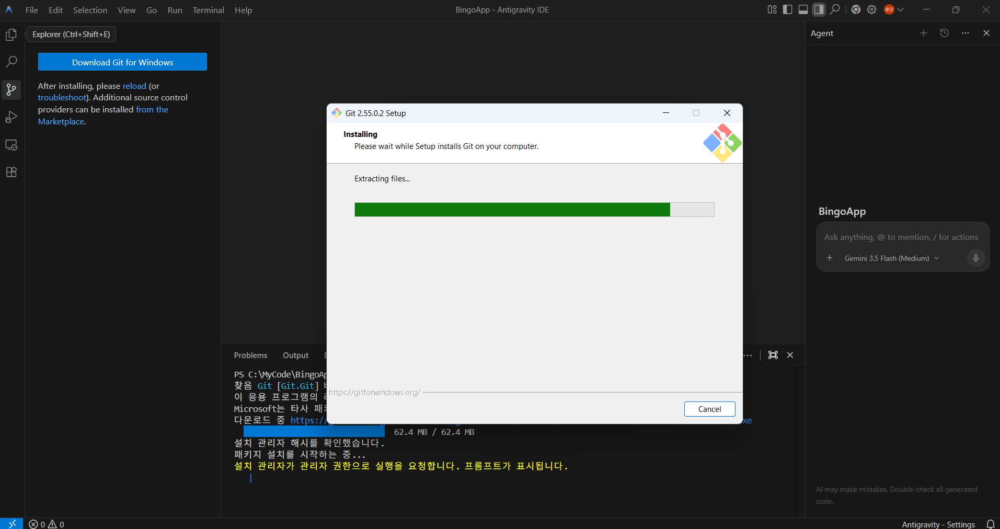 File Edit Selection View Go Run Terminal Help
BingoApp - Antigravity IDE
Explorer (Ctrl+Shift+E)
Download Git for Windows
After installing, please reload (or
troubleshoot). Additional source control
providers can be installed from the
Marketplace.
Git 2.55.0.2 Setup
Installing
Please wait while Setup installs Git on your computer.
Extracting files...
https://gitforwindows.org/
Cancel
Problems Output
PS C:\MyCode\BingoAp
찾음 Git [Git.Git]
이 응용 프로그램의
Microsoft는 타사
다운로드 중 https://
xe
62.4 MB / 62.4 MB
설치 관리자 해시를 확인했습니다.
패키지 설치를 시작하는 중...
설치 관리자가 관리자 권한으로 실행을 요청합니다. 프롬프트가 표시됩니다.
Agent
BingoApp
Ask anything, @ to mention, / for actions
Gemini 3.5 Flash (Medium)
AI may make mistakes. Double-check all generated
code.
0 0
Antigravity - Settings